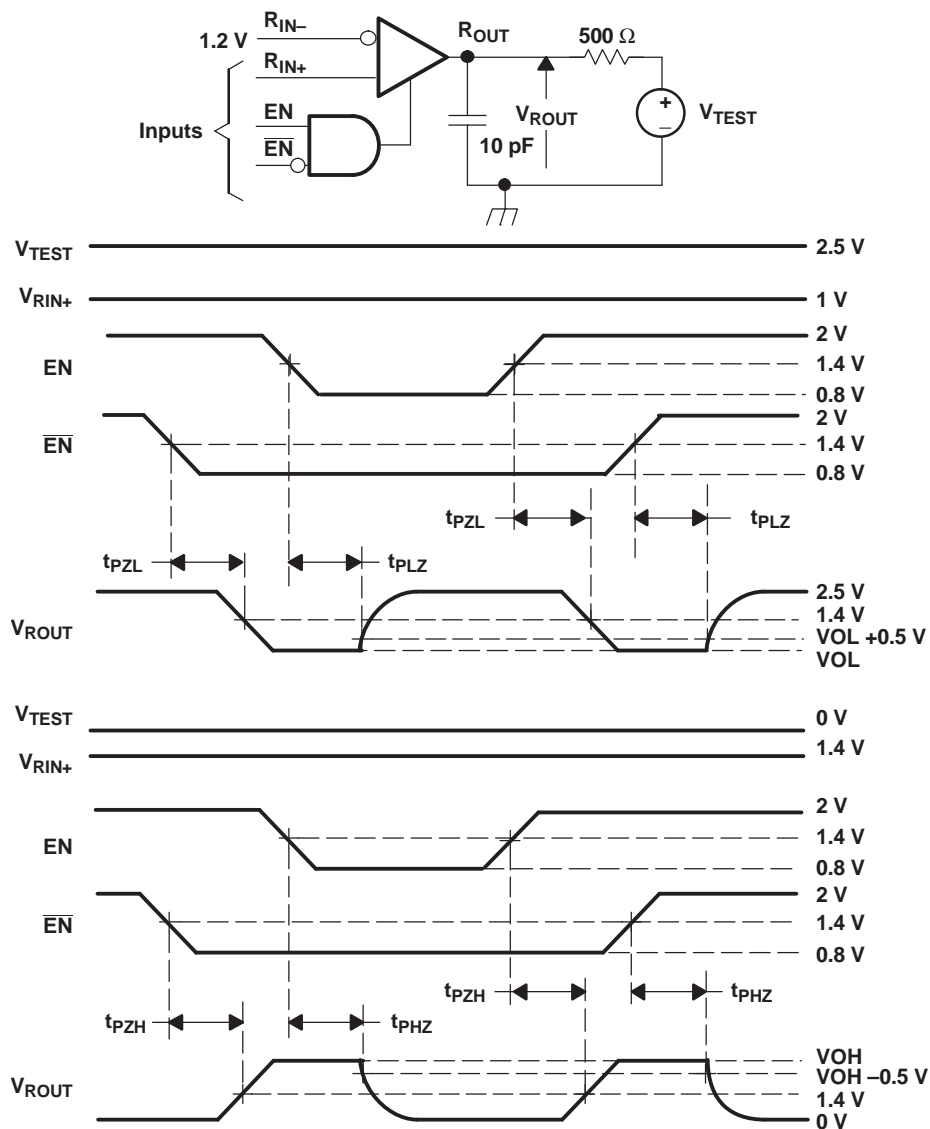 R_IN–
1.2 V
R_IN+
EN
Inputs
E̅N̅
R_OUT
500 Ω
V_ROUT
10 pF
+
–
V_TEST
V_TEST
2.5 V
V_RIN+
1 V
EN
2 V
1.4 V
0.8 V
E̅N̅
2 V
1.4 V
0.8 V
t_PZL
t_PLZ
t_PZL
t_PLZ
V_ROUT
2.5 V
1.4 V
VOL +0.5 V
VOL
V_TEST
0 V
V_RIN+
1.4 V
EN
2 V
1.4 V
0.8 V
E̅N̅
2 V
1.4 V
0.8 V
t_PZH
t_PHZ
t_PZH
t_PHZ
V_ROUT
VOH
VOH –0.5 V
1.4 V
0 V